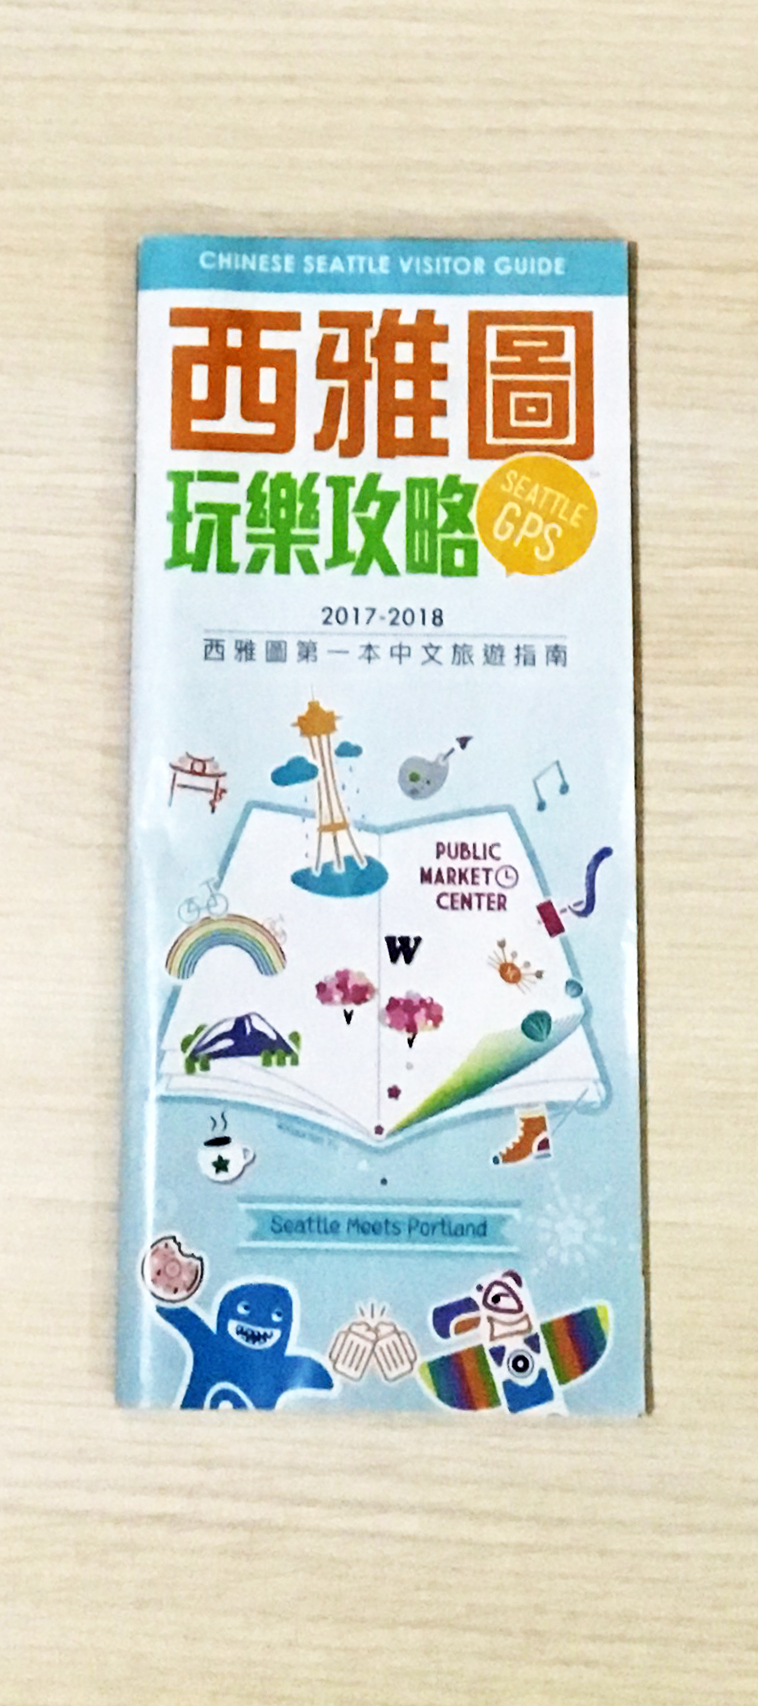 CHINESE SEATTLE VISITOR GUIDE
西雅圖
玩樂攻略
SEATTLE
GPS
2017-2018
西雅圖第一本中文旅遊指南
PUBLIC
MARKET
CENTER
W
Seattle Meets Portland